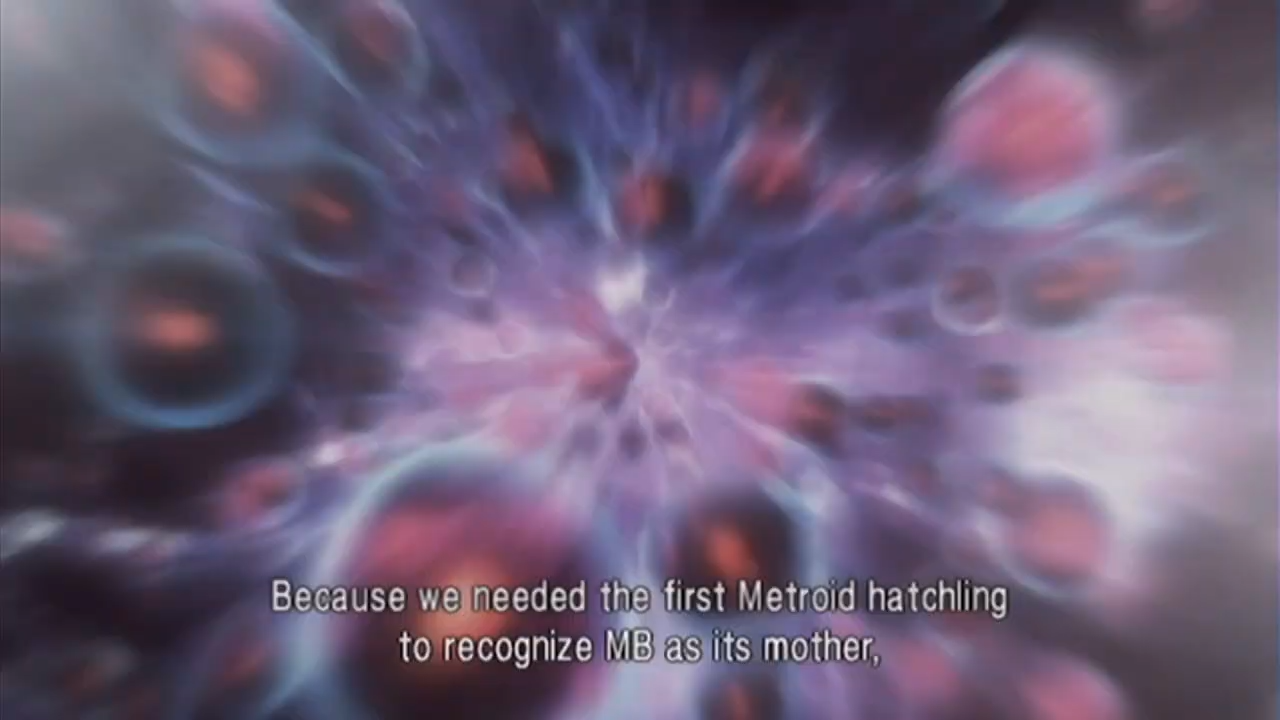 Because we needed the first Metroid hatchling
to recognize MB as its mother,